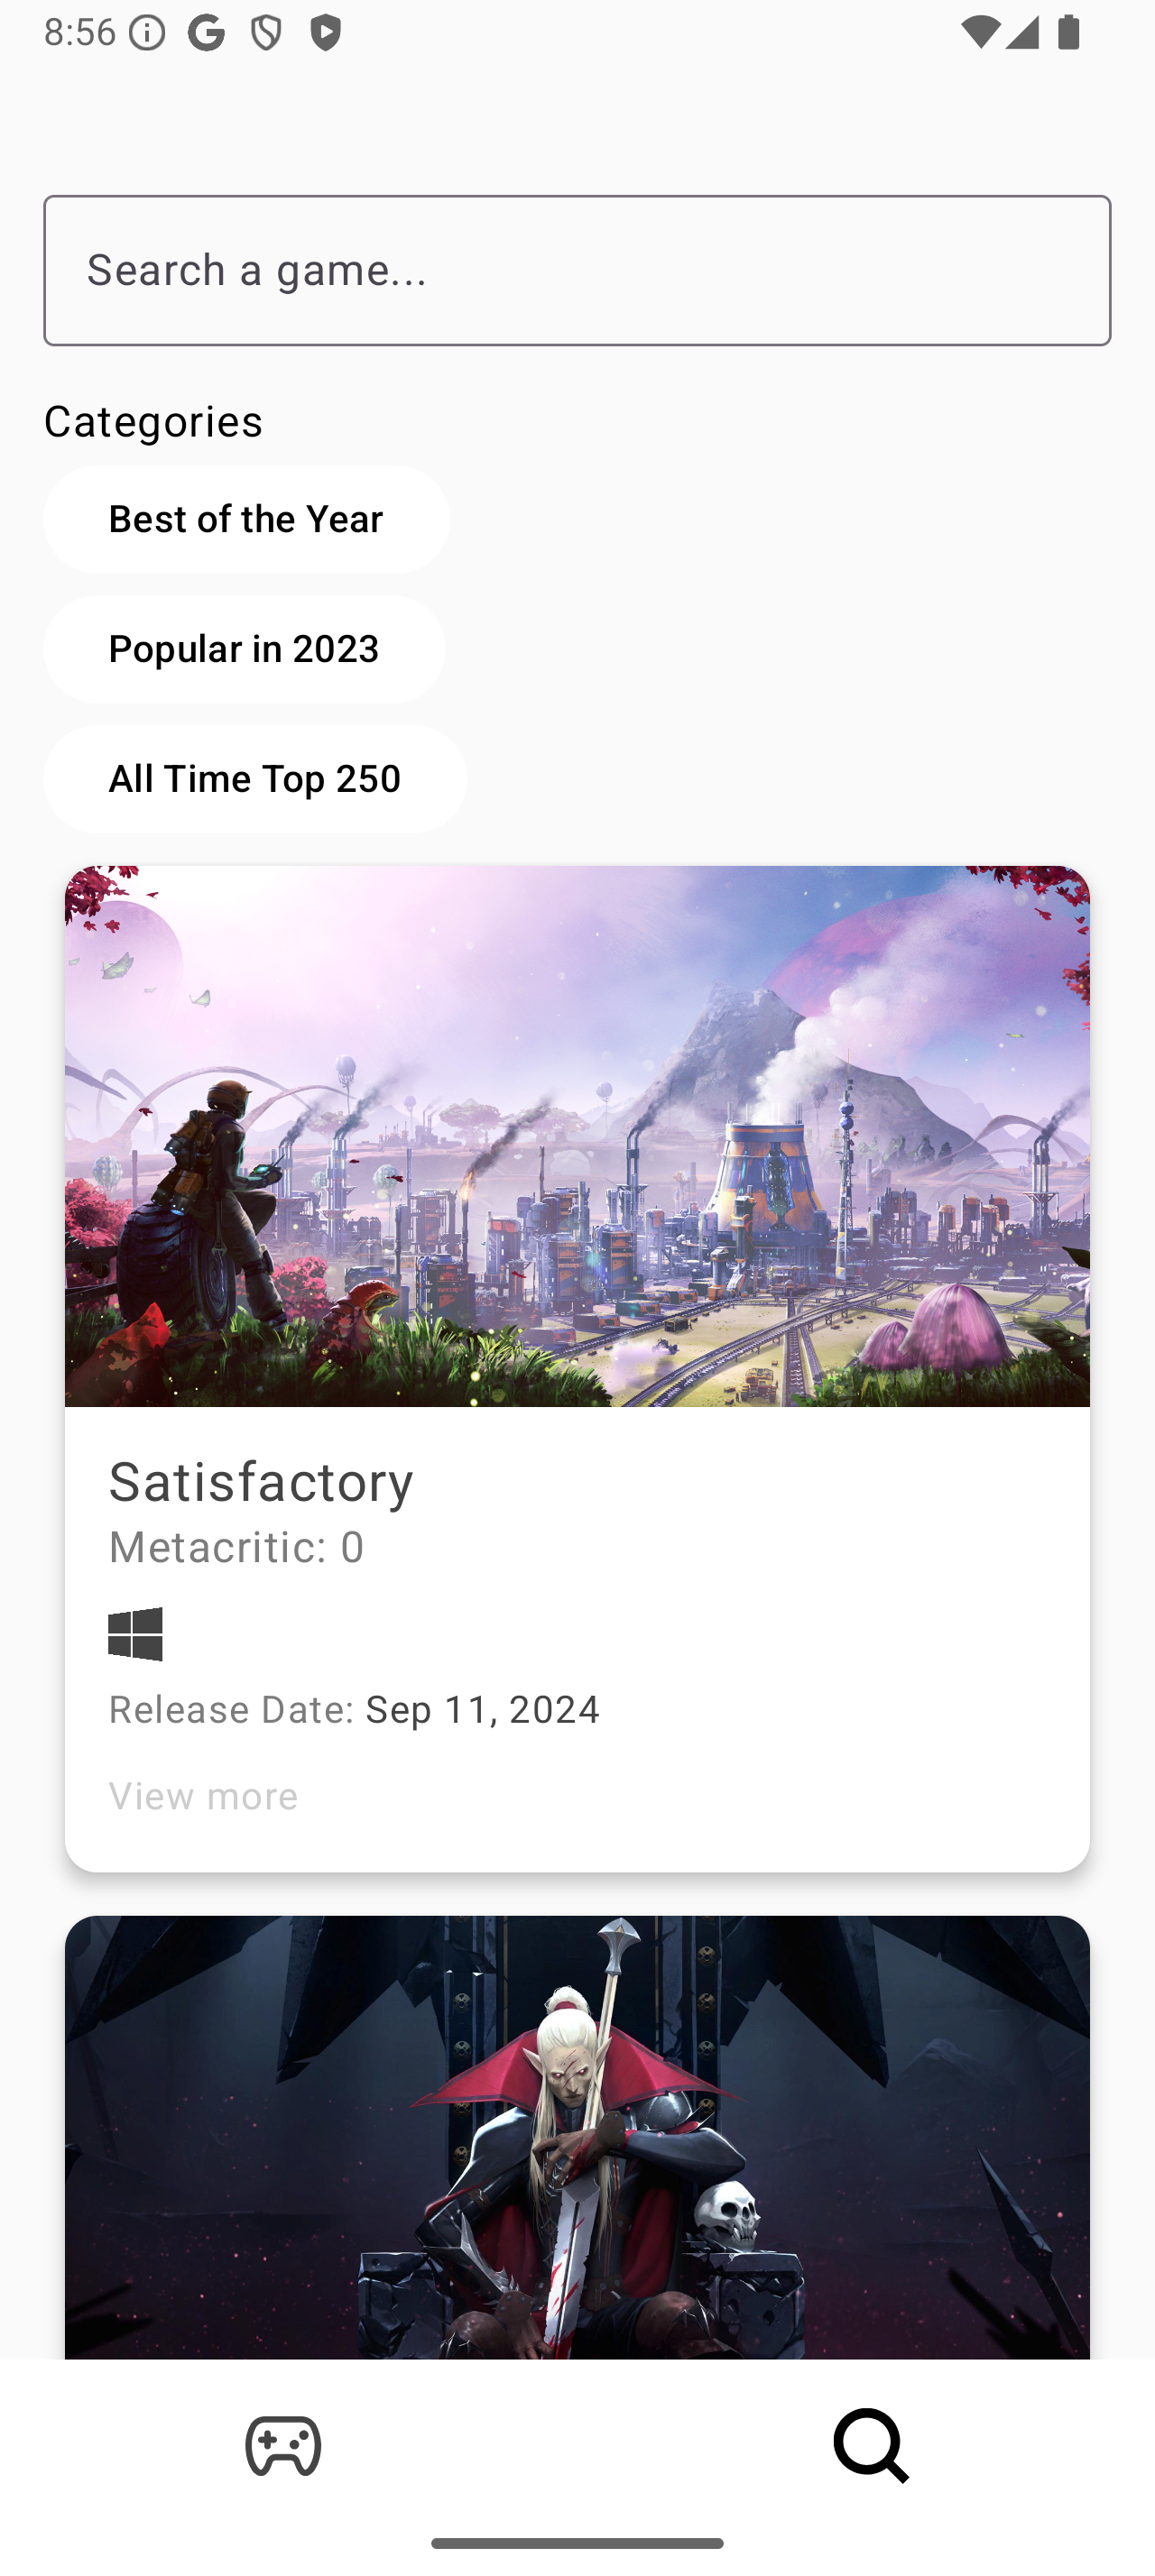 8:56
Search a game...
Categories
Best of the Year
Popular in 2023
All Time Top 250
Satisfactory
Metacritic: 0
Release Date: Sep 11, 2024
View more